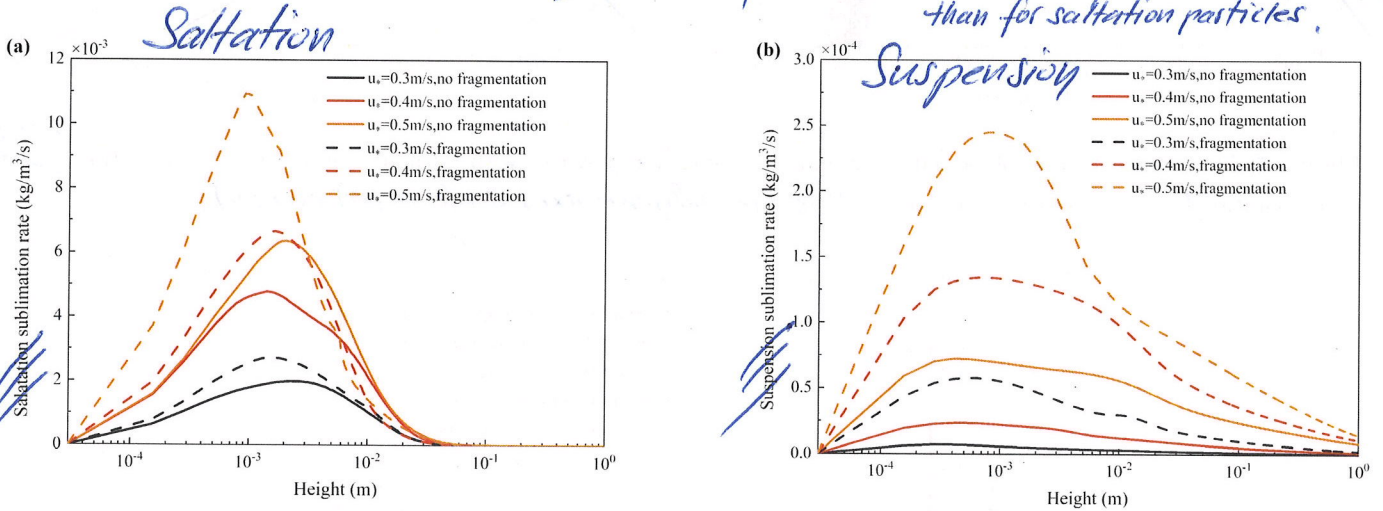 than for saltation particles.
Saltation
Suspension
(a)
×10⁻³
12
10
8
6
4
2
0
Salatation sublimation rate (kg/m³/s)
u*=0.3m/s,no fragmentation
u*=0.4m/s,no fragmentation
u*=0.5m/s,no fragmentation
u*=0.3m/s,fragmentation
u*=0.4m/s,fragmentation
u*=0.5m/s,fragmentation
10⁻⁴ 10⁻³ 10⁻² 10⁻¹ 10⁰
Height (m)
(b)
×10⁻⁴
3.0
2.5
2.0
1.5
1.0
0.5
0.0
Suspension sublimation rate (kg/m³/s)
u*=0.3m/s,no fragmentation
u*=0.4m/s,no fragmentation
u*=0.5m/s,no fragmentation
u*=0.3m/s,fragmentation
u*=0.4m/s,fragmentation
u*=0.5m/s,fragmentation
10⁻⁴ 10⁻³ 10⁻² 10⁻¹ 10⁰
Height (m)